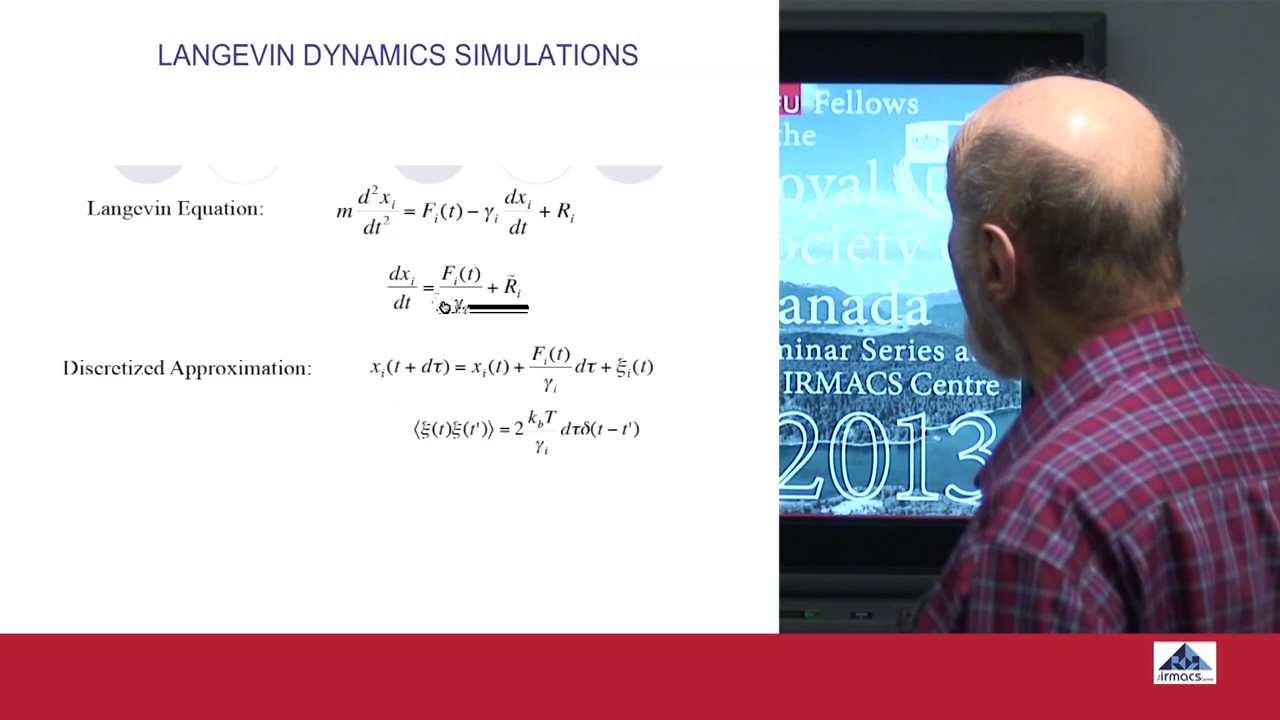 LANGEVIN DYNAMICS SIMULATIONS
Langevin Equation: m d²xᵢ/dt² = Fᵢ(t) − γᵢ dxᵢ/dt + Rᵢ
dxᵢ/dt = Fᵢ(t)/γᵢ + R̃ᵢ
Discretized Approximation: xᵢ(t + dτ) = xᵢ(t) + Fᵢ(t)/γᵢ dτ + ξᵢ(t)
⟨ξ(t)ξ(t')⟩ = 2 k_bT/γᵢ dτδ(t − t')
FU Fellows
the
oyal
ociety
anada
minar Series a
IRMACS Centre
2013
irmacs